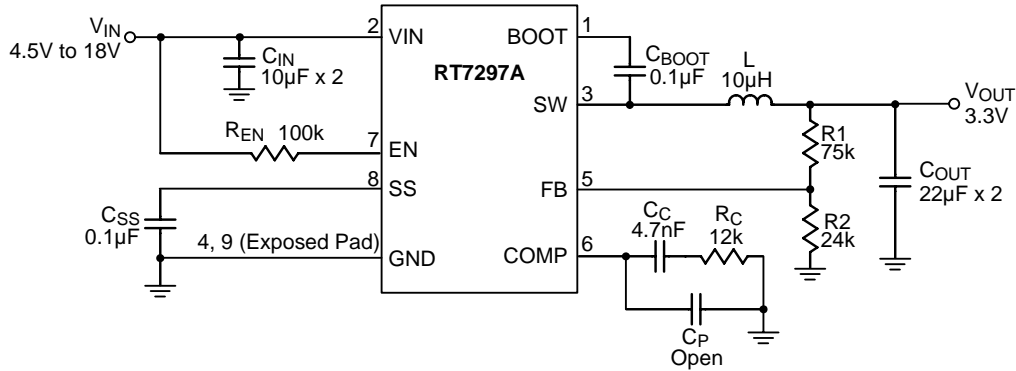 VIN
4.5V to 18V
CIN
10μF x 2
REN 100k
CSS
0.1μF
4, 9 (Exposed Pad)
2
7
8
VIN
EN
SS
GND
RT7297A
BOOT
SW
FB
COMP
1
3
5
6
CBOOT
0.1μF
L
10μH
VOUT
3.3V
R1
75k
COUT
22μF x 2
R2
24k
CC
4.7nF
RC
12k
CP
Open